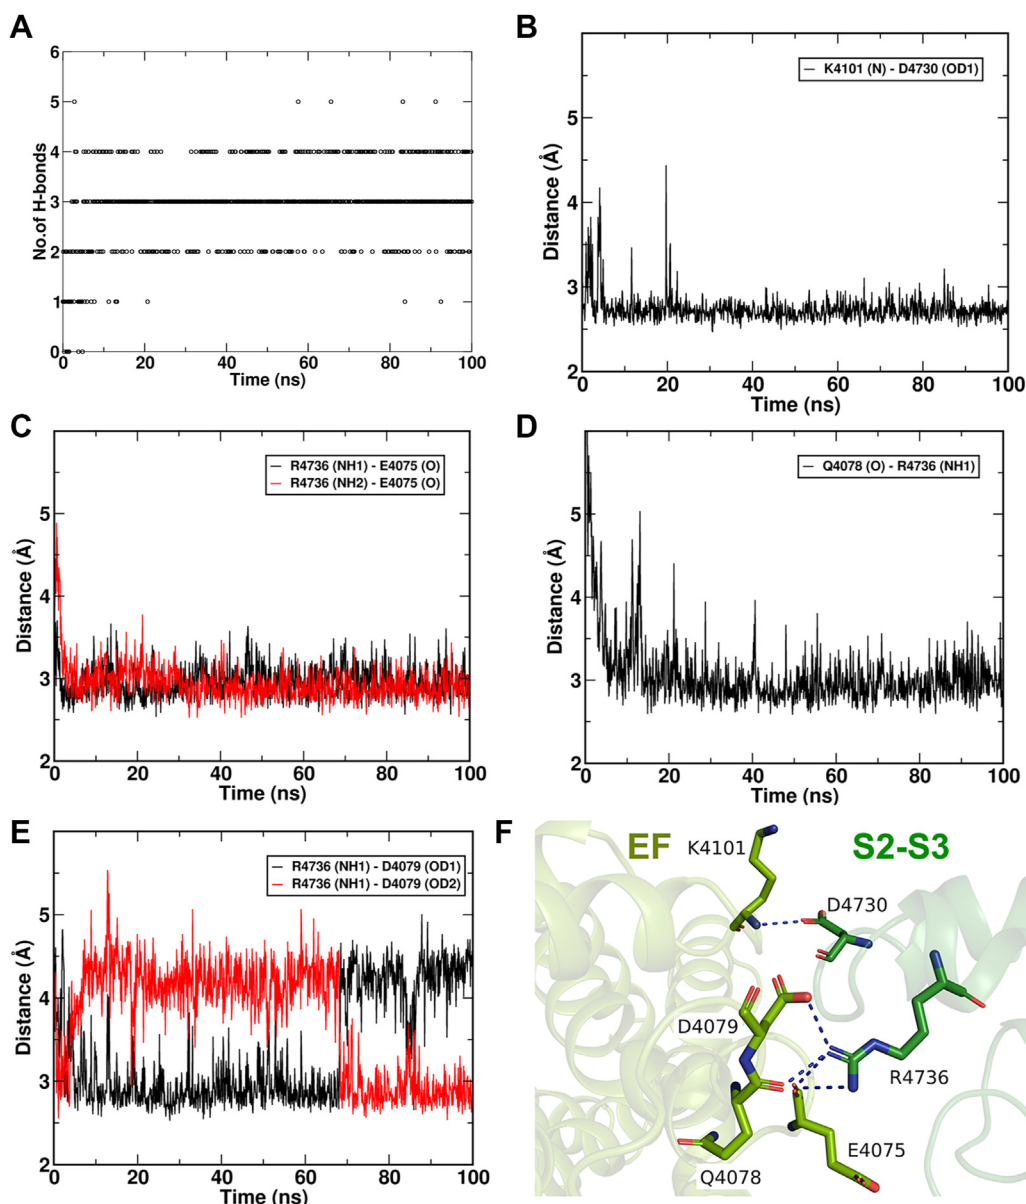 A
No.of H-bonds
6
5
4
3
2
1
0
0
20
40
60
80
100
Time (ns)
B
K4101 (N) - D4730 (OD1)
Distance (Å)
5
4
3
2
0
20
40
60
80
100
Time (ns)
C
R4736 (NH1) - E4075 (O)
R4736 (NH2) - E4075 (O)
Distance (Å)
5
4
3
2
0
20
40
60
80
100
Time (ns)
D
Q4078 (O) - R4736 (NH1)
Distance (Å)
5
4
3
2
0
20
40
60
80
100
Time (ns)
E
R4736 (NH1) - D4079 (OD1)
R4736 (NH1) - D4079 (OD2)
Distance (Å)
5
4
3
2
0
20
40
60
80
100
Time (ns)
F
EF
S2-S3
K4101
D4730
D4079
R4736
E4075
Q4078